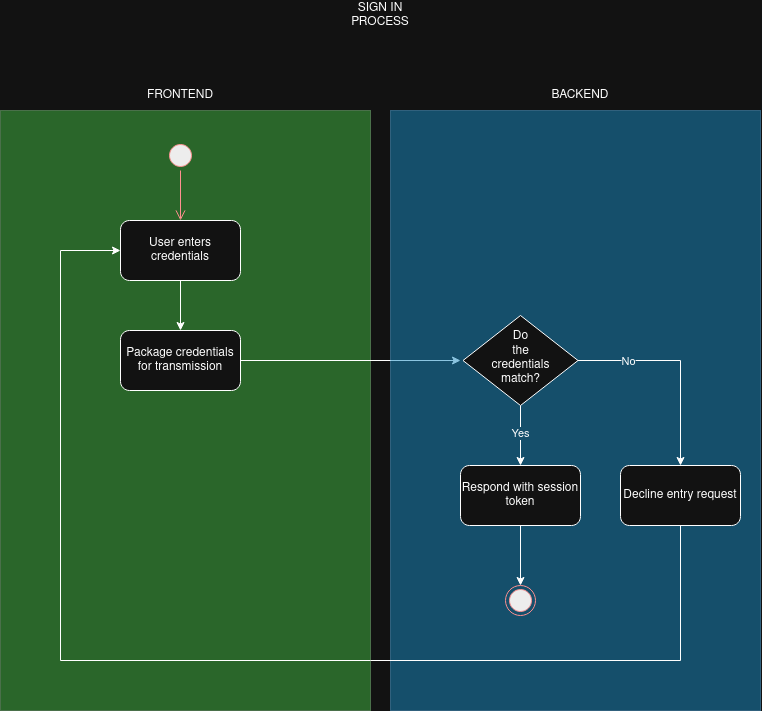 SIGN IN
PROCESS
FRONTEND
BACKEND
User enters
credentials
Package credentials
for transmission
Do
the
credentials
match?
No
Yes
Respond with session
token
Decline entry request